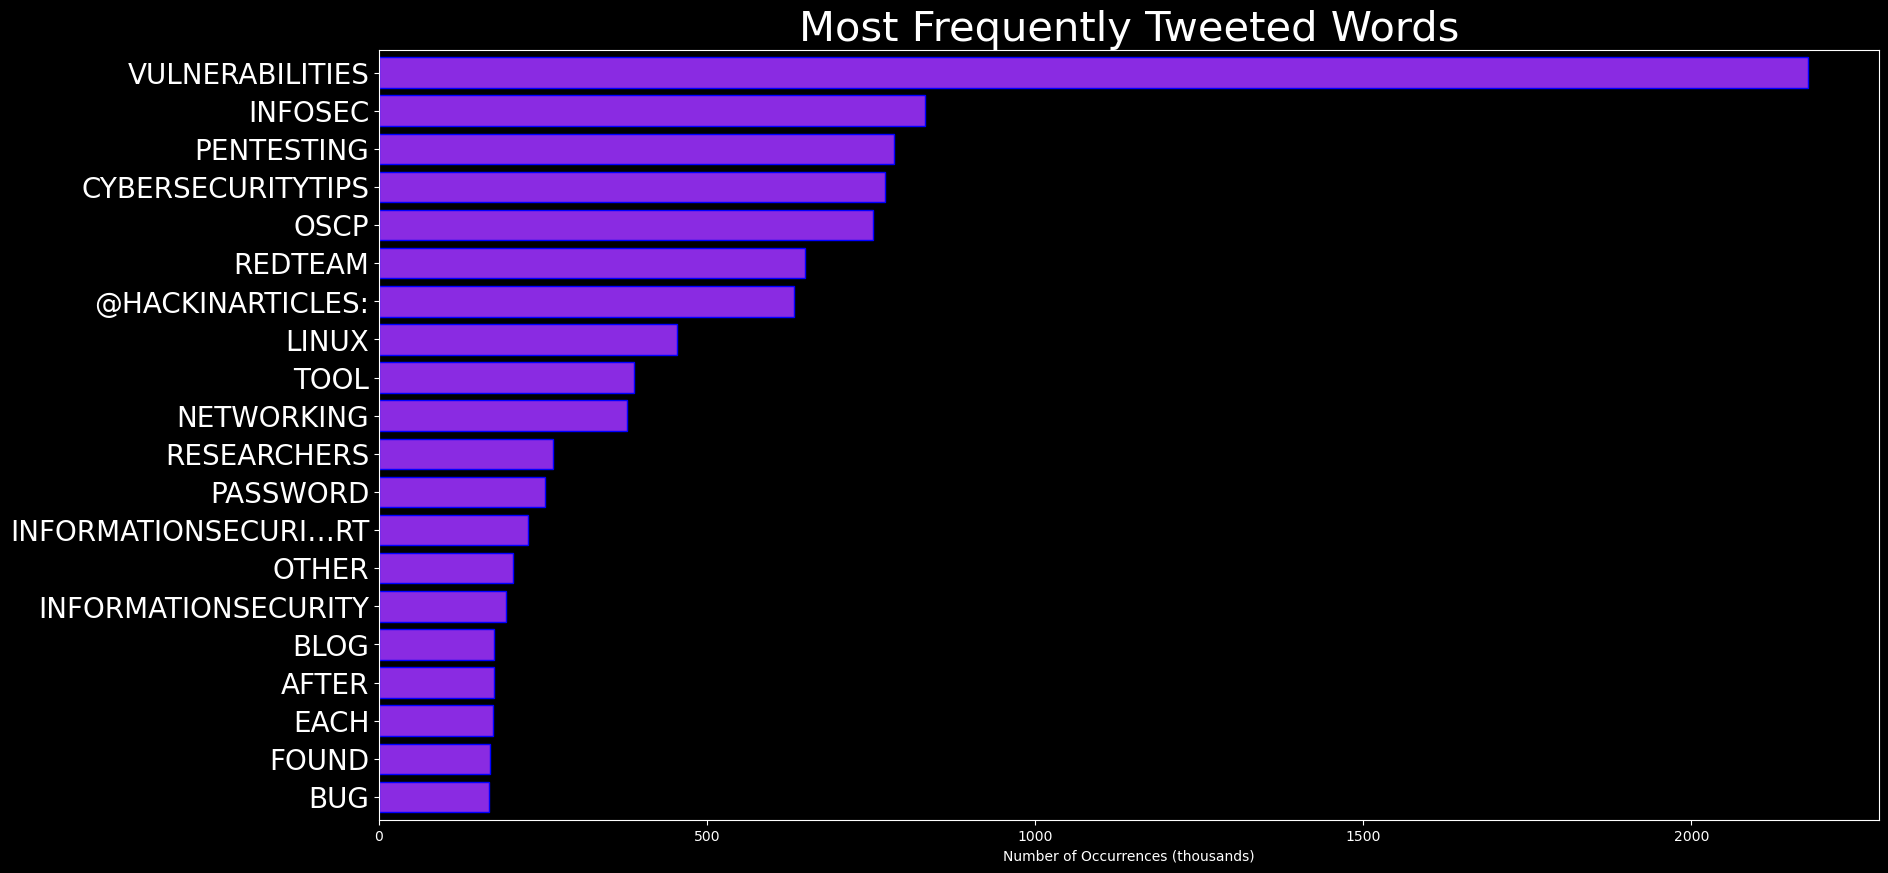 Most Frequently Tweeted Words
VULNERABILITIES
INFOSEC
PENTESTING
CYBERSECURITYTIPS
OSCP
REDTEAM
@HACKINARTICLES:
LINUX
TOOL
NETWORKING
RESEARCHERS
PASSWORD
INFORMATIONSECURI…RT
OTHER
INFORMATIONSECURITY
BLOG
AFTER
EACH
FOUND
BUG
0 500 1000 1500 2000
Number of Occurrences (thousands)